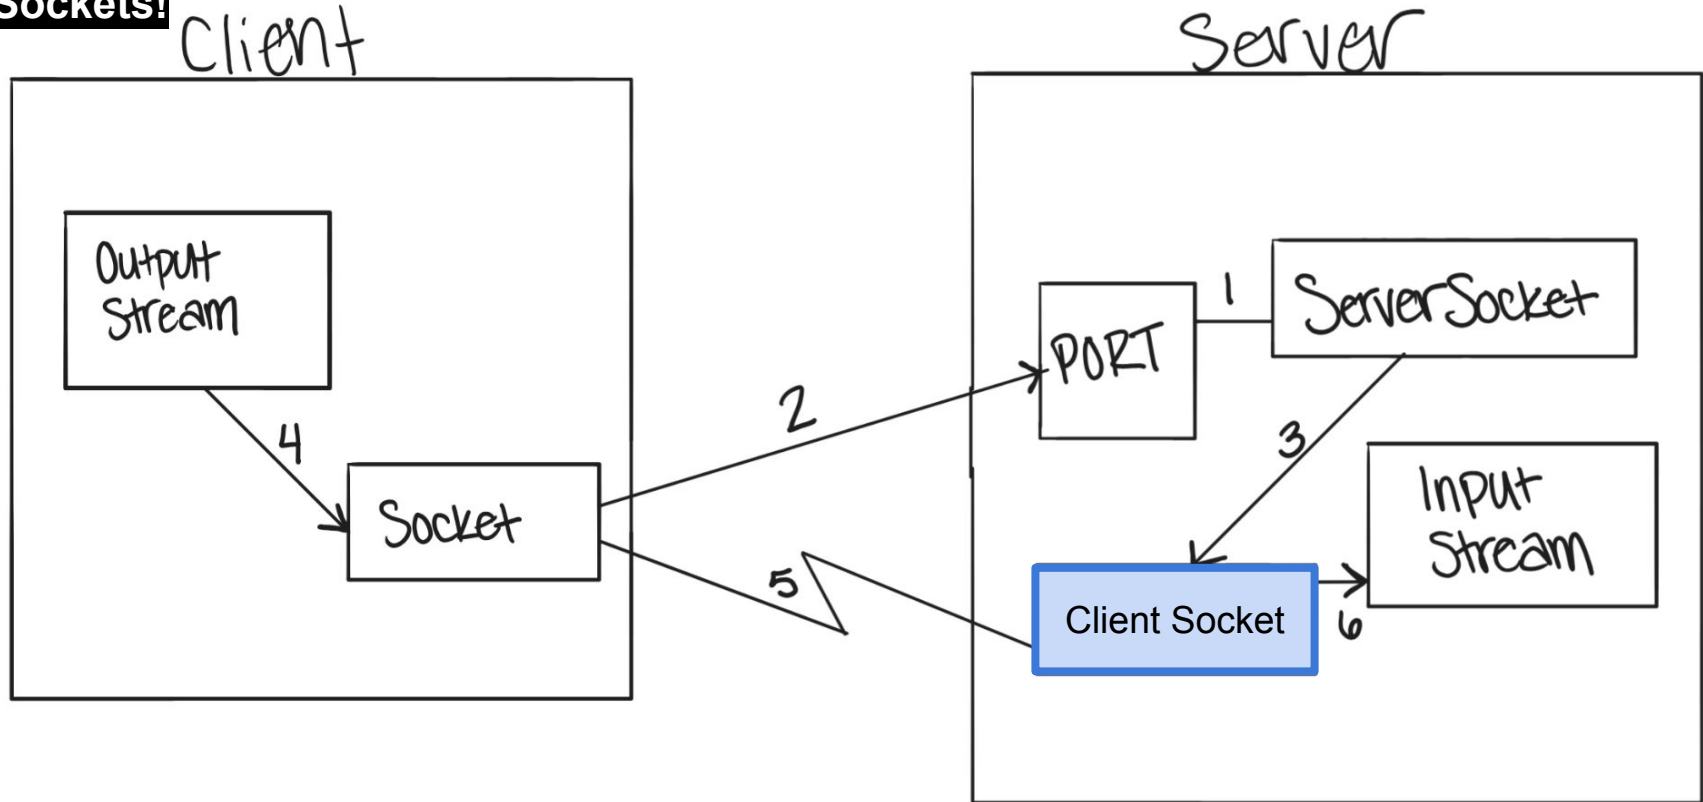 Sockets!
Client
Server
Output
Stream
4
Socket
2
5
PORT
1
ServerSocket
3
Client Socket
6
Input
Stream